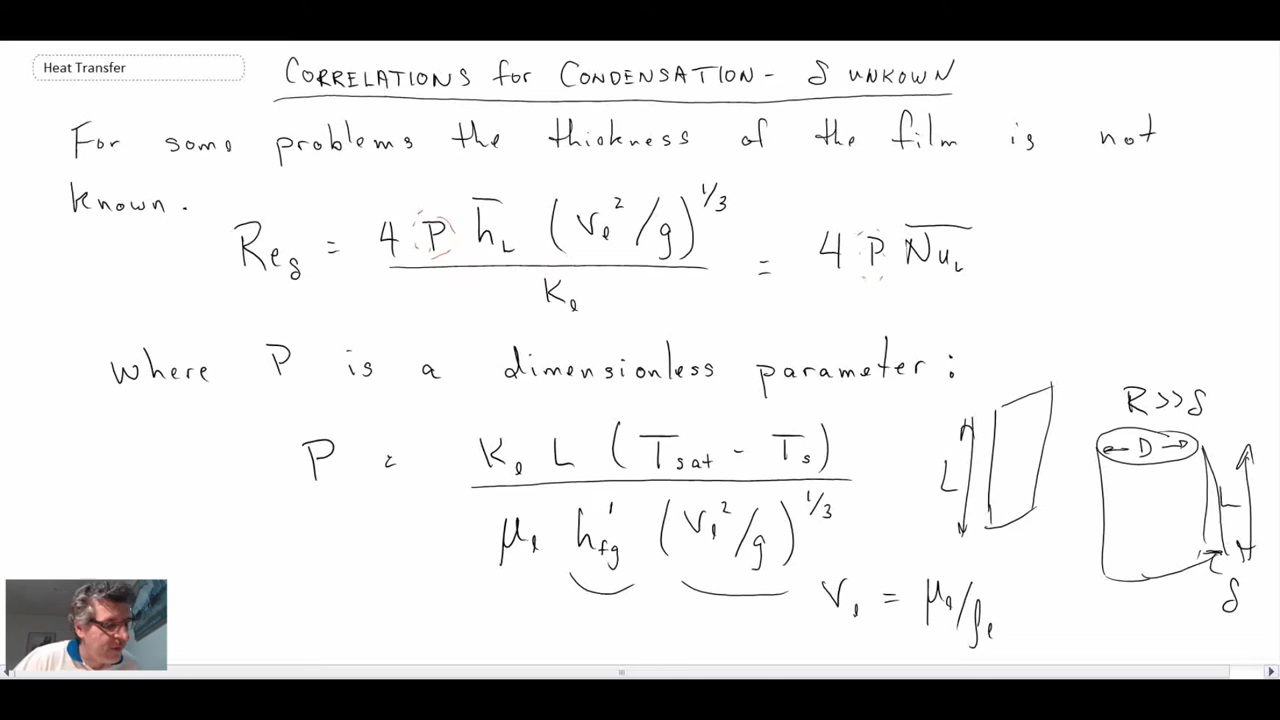 Heat Transfer
CORRELATIONS for CONDENSATION - δ UNKOWN
For some problems the thickness of the film is not
known.
Re_δ = 4 P h̄_L (ν_l²/g)^1/3 / K_l = 4 P N̄u̅_L
where P is a dimensionless parameter:
P = K_l L (T_sat - T_s) / μ_l h'_fg (ν_l²/g)^1/3
L
R >> δ
D
L
δ
ν_l = μ_l/ρ_l